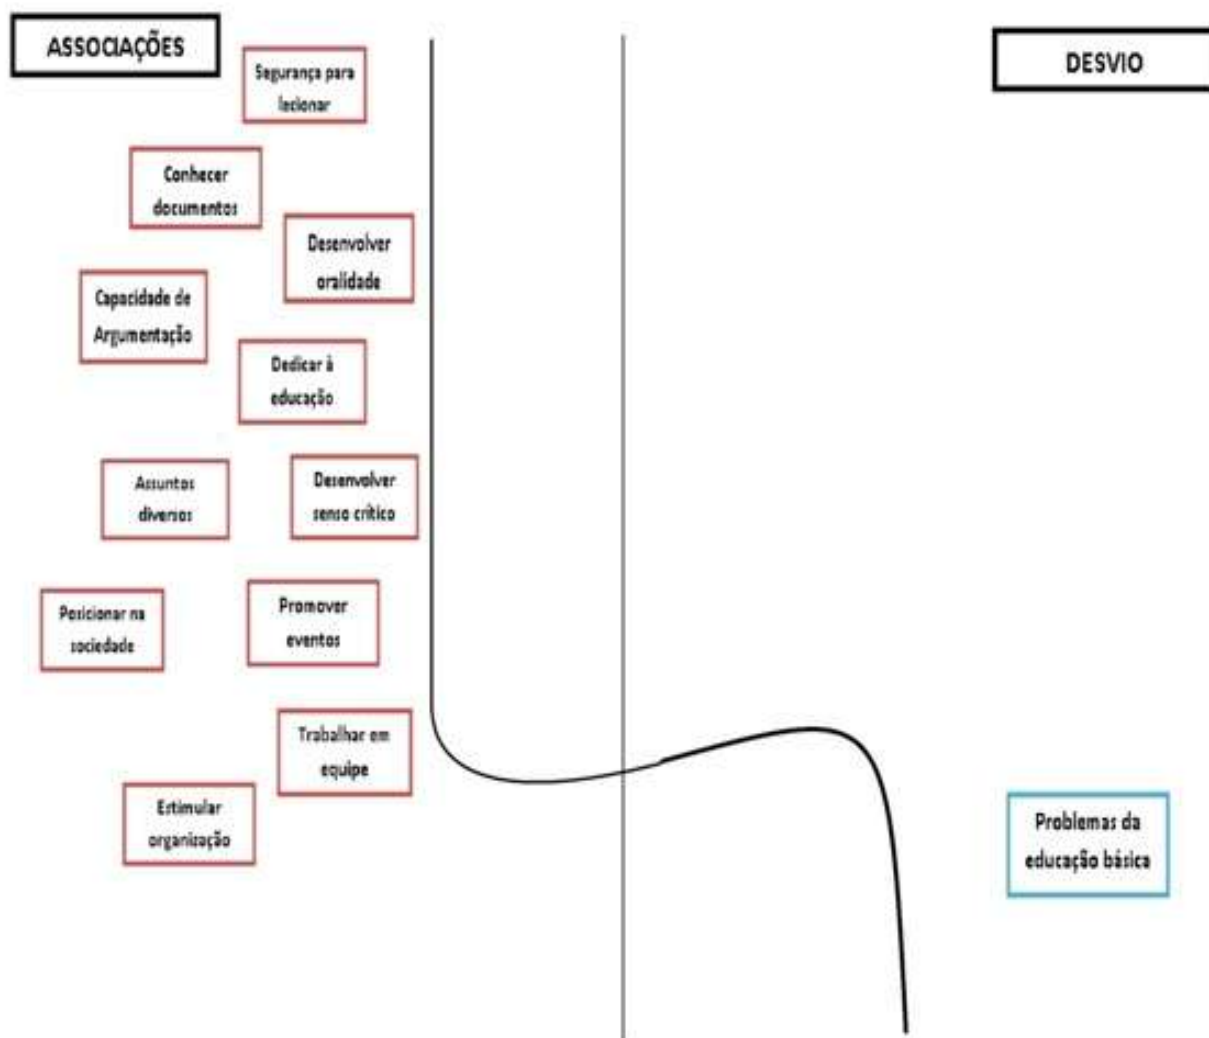 ASSOCIAÇÕES
DESVIO
Segurança para
lecionar
Conhecer
documentos
Desenvolver
oralidade
Capacidade de
Argumentação
Dedicar à
educação
Assuntos
diversos
Desenvolver
senso crítico
Posicionar na
sociedade
Promover
eventos
Trabalhar em
equipe
Estimular
organização
Problemas da
educação básica